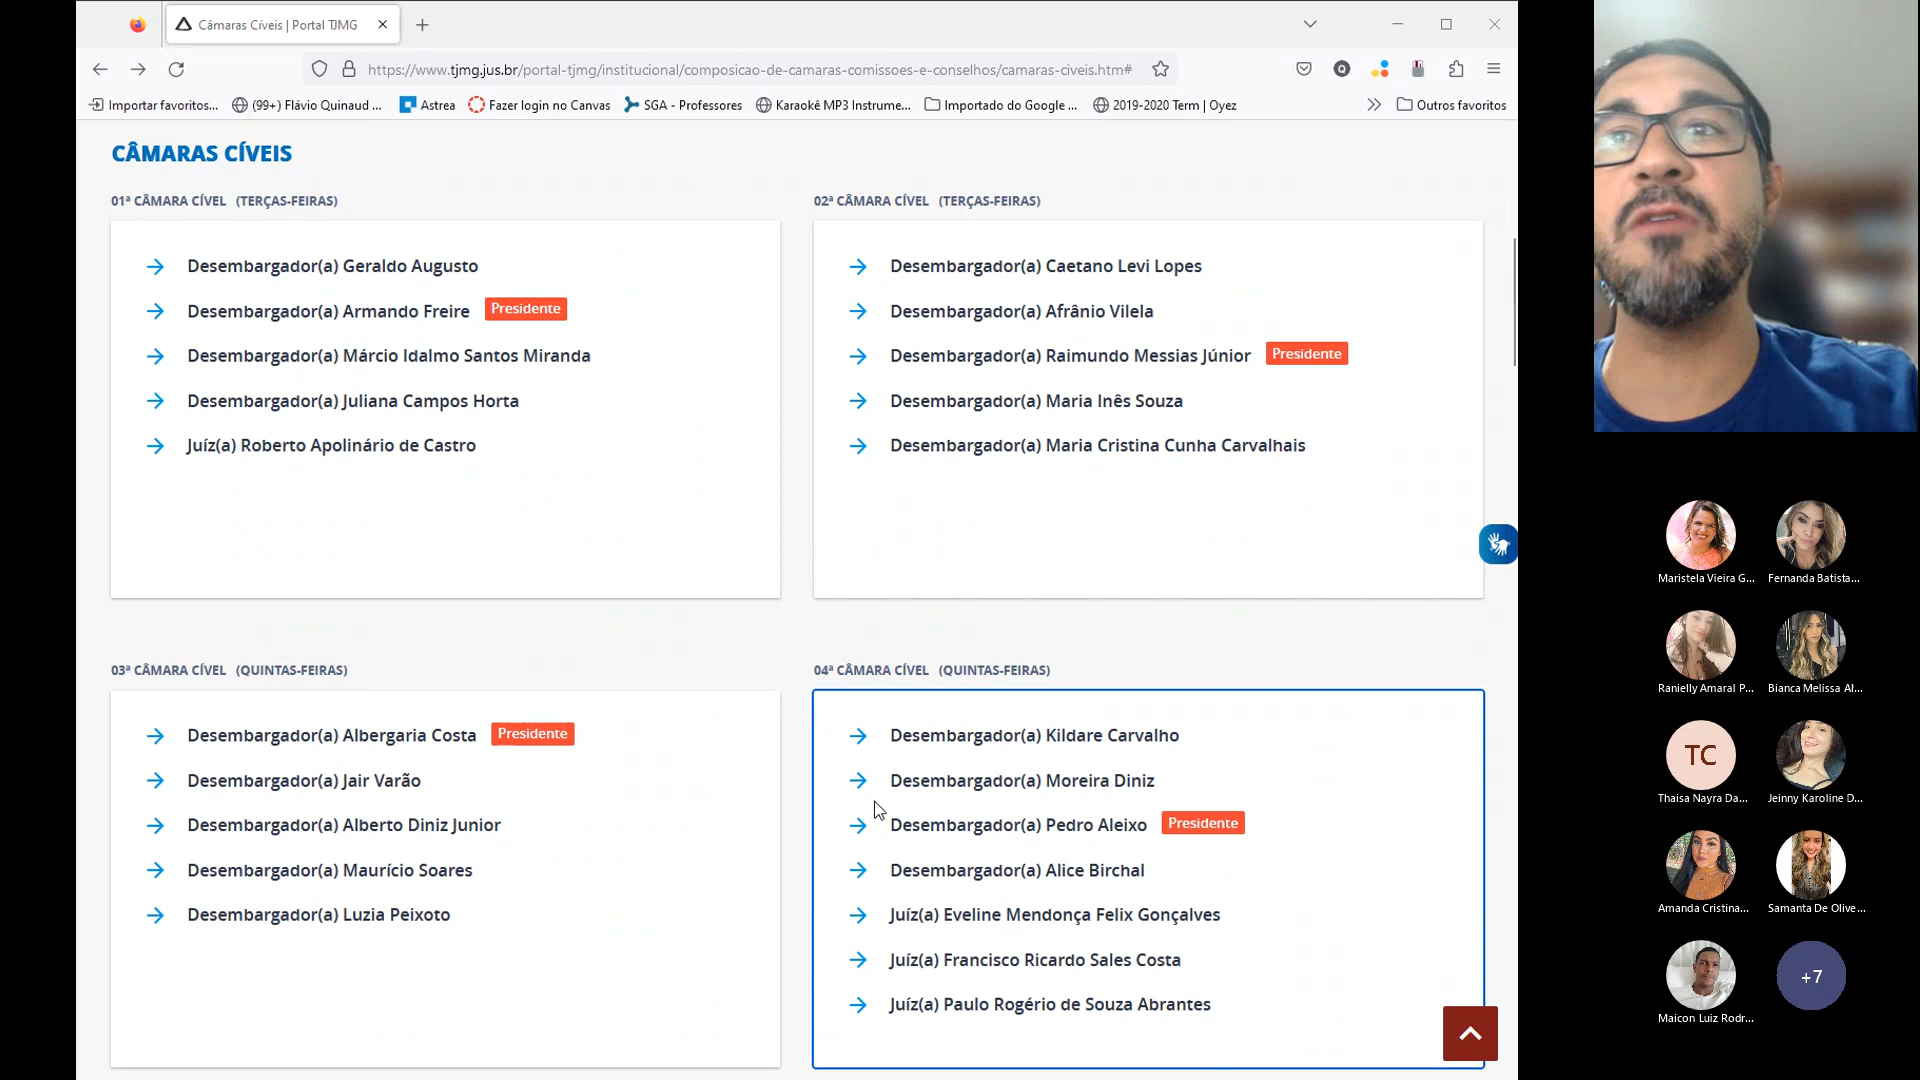 Câmaras Cíveis | Portal TJMG
https://www.tjmg.jus.br/portal-tjmg/institucional/composicao-de-camaras-comissoes-e-conselhos/camaras-civeis.htm#
Importar favoritos...
(99+) Flávio Quinaud ...
Astrea
Fazer login no Canvas
SGA - Professores
Karaokê MP3 Instrume...
Importado do Google ...
2019-2020 Term | Oyez
Outros favoritos
CÂMARAS CÍVEIS
01ª CÂMARA CÍVEL (TERÇAS-FEIRAS)
Desembargador(a) Geraldo Augusto
Desembargador(a) Armando Freire Presidente
Desembargador(a) Márcio Idalmo Santos Miranda
Desembargador(a) Juliana Campos Horta
Juíz(a) Roberto Apolinário de Castro
02ª CÂMARA CÍVEL (TERÇAS-FEIRAS)
Desembargador(a) Caetano Levi Lopes
Desembargador(a) Afrânio Vilela
Desembargador(a) Raimundo Messias Júnior Presidente
Desembargador(a) Maria Inês Souza
Desembargador(a) Maria Cristina Cunha Carvalhais
03ª CÂMARA CÍVEL (QUINTAS-FEIRAS)
Desembargador(a) Albergaria Costa Presidente
Desembargador(a) Jair Varão
Desembargador(a) Alberto Diniz Junior
Desembargador(a) Maurício Soares
Desembargador(a) Luzia Peixoto
04ª CÂMARA CÍVEL (QUINTAS-FEIRAS)
Desembargador(a) Kildare Carvalho
Desembargador(a) Moreira Diniz
Desembargador(a) Pedro Aleixo Presidente
Desembargador(a) Alice Birchal
Juíz(a) Eveline Mendonça Felix Gonçalves
Juíz(a) Francisco Ricardo Sales Costa
Juíz(a) Paulo Rogério de Souza Abrantes
Maristela Vieira G...
Fernanda Batista...
Ranielly Amaral P...
Bianca Melissa Al...
TC
Thaisa Nayra Da...
Jeinny Karoline D...
Amanda Cristina...
Samanta De Olive...
Maicon Luiz Rodr...
+7